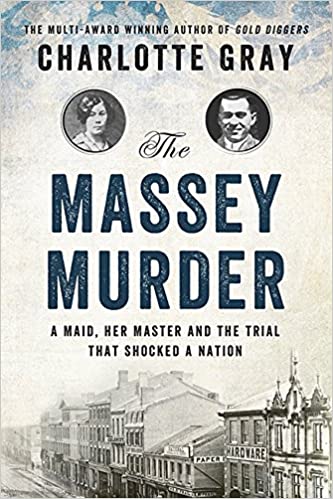 THE MULTI-AWARD WINNING AUTHOR OF GOLD DIGGERS
CHARLOTTE GRAY
The
MASSEY
MURDER
A MAID, HER MASTER AND THE TRIAL
THAT SHOCKED A NATION
PAPER
HARDWARE